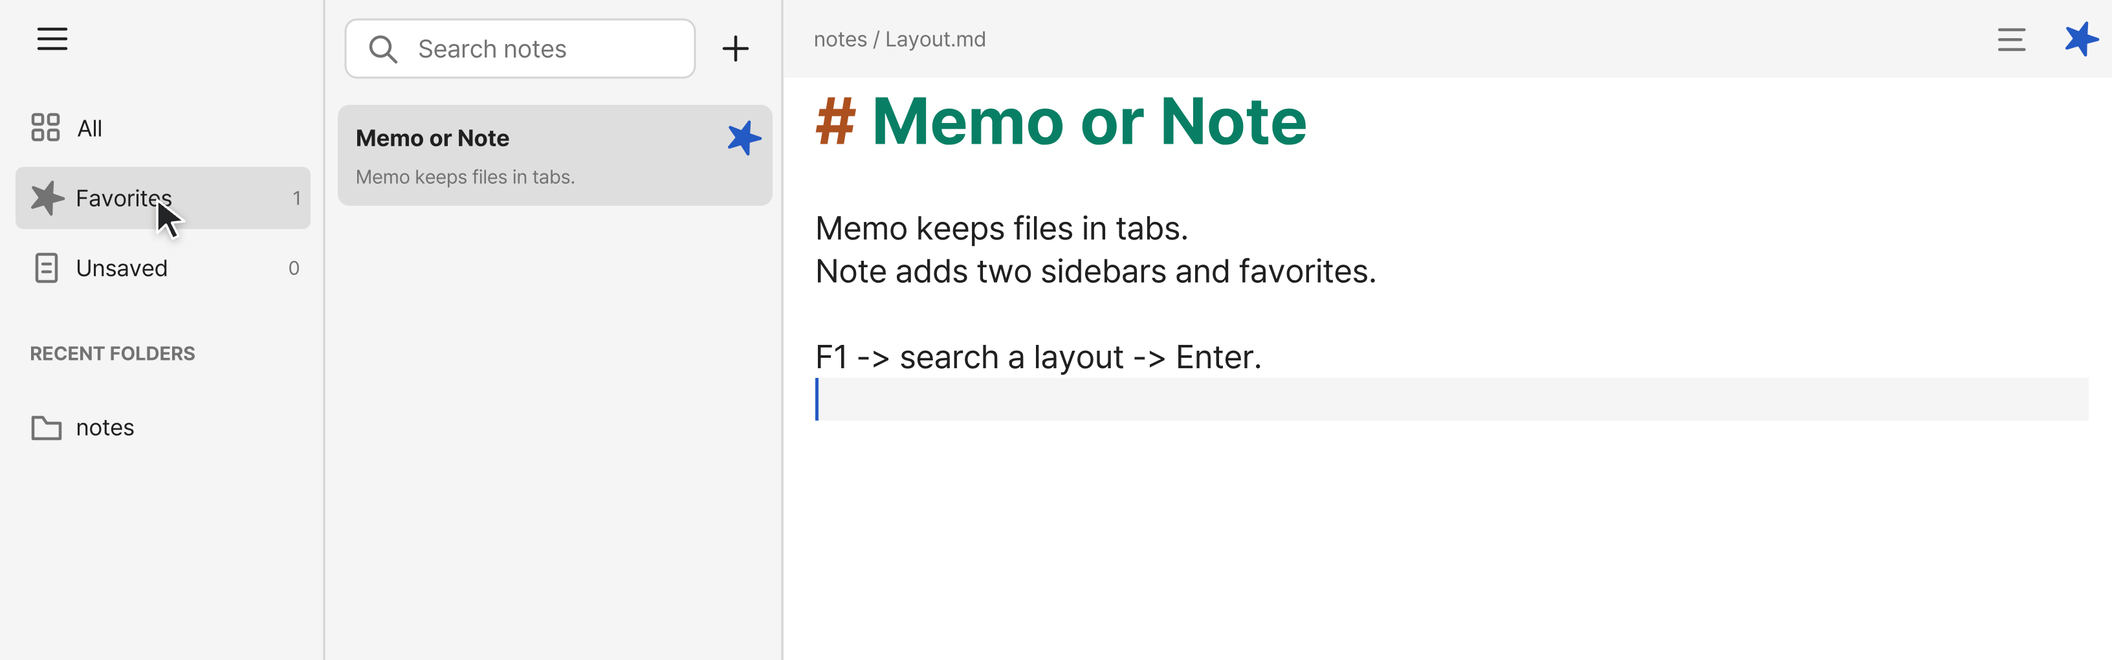 All
Favorites 1
Unsaved 0
RECENT FOLDERS
notes
Search notes
Memo or Note
Memo keeps files in tabs.
notes / Layout.md
# Memo or Note
Memo keeps files in tabs.
Note adds two sidebars and favorites.
F1 -> search a layout -> Enter.